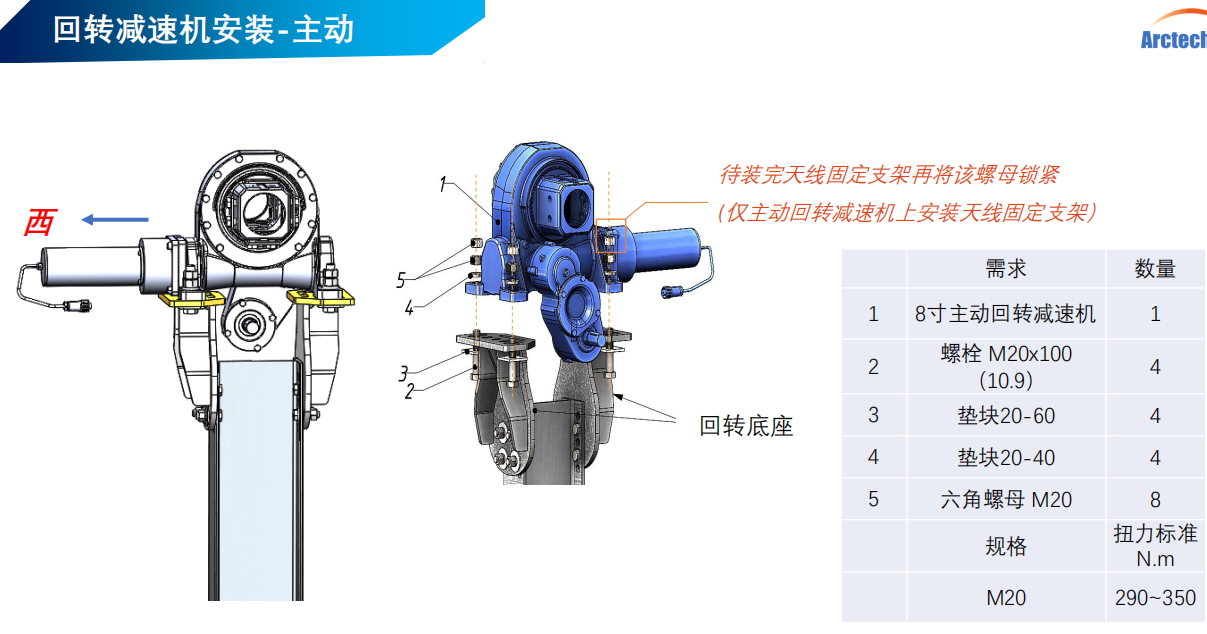 回转减速机安装-主动
Arctech
西
1
5
4
3
2
待装完天线固定支架再将该螺母锁紧
(仅主动回转减速机上安装天线固定支架)
回转底座
需求 数量
1 8寸主动回转减速机 1
2 螺栓 M20x100 4
(10.9)
3 垫块20-60 4
4 垫块20-40 4
5 六角螺母 M20 8
规格 扭力标准
N.m
M20 290~350